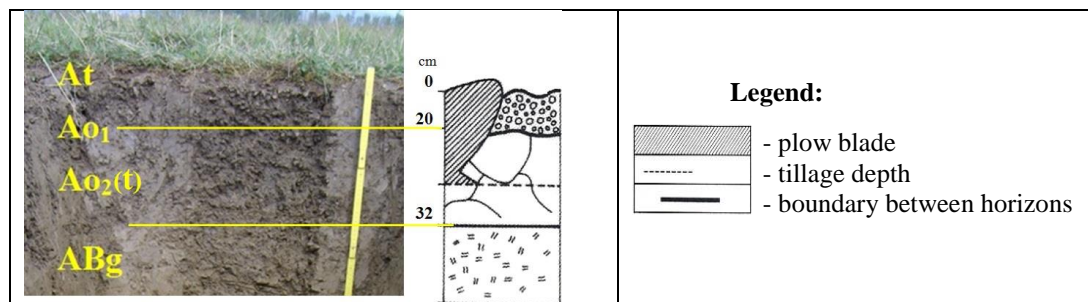 At
Ao₁
Ao₂(t)
ABg
cm
0
20
32
Legend:
- plow blade
- tillage depth
- boundary between horizons